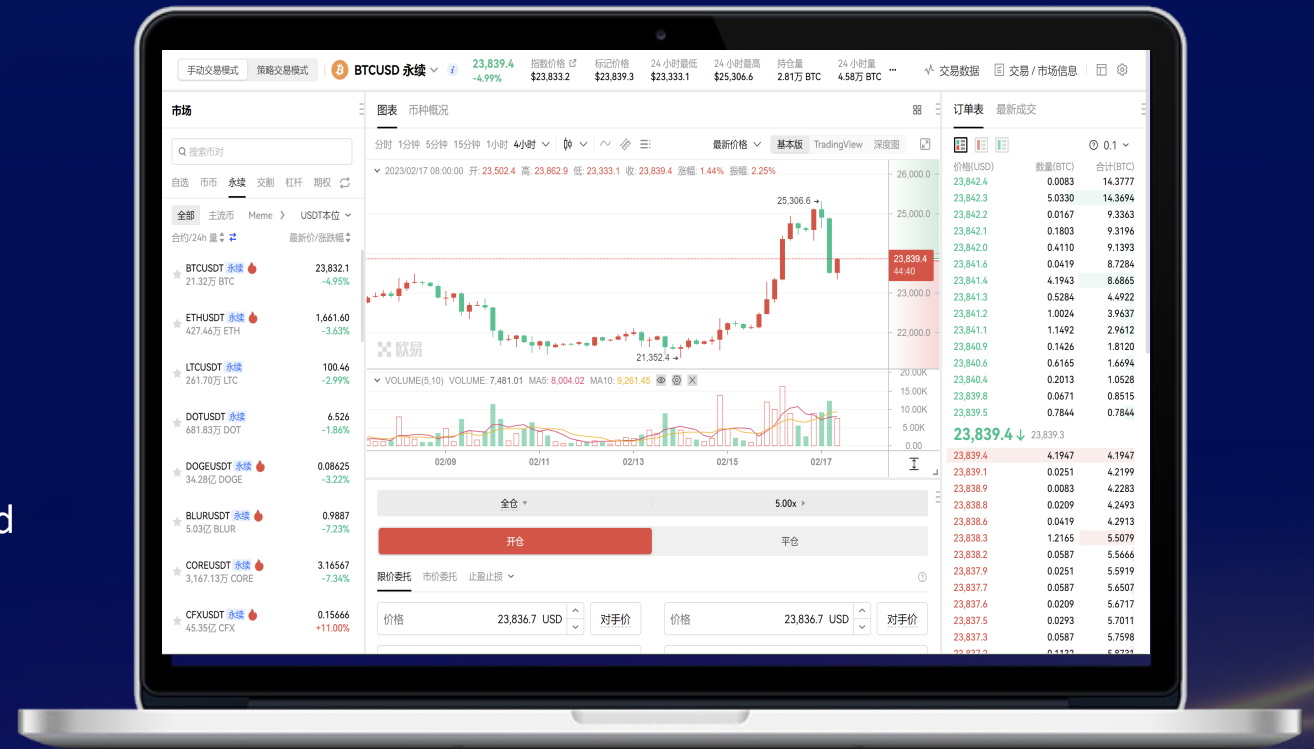 手动交易模式 策略交易模式 BTCUSD 永续 23,839.4 -4.99% 指数价格 $23,833.2 标记价格 $23,839.3 24 小时最低 $23,333.1 24 小时最高 $25,306.6 持仓量 2.81万 BTC 24 小时量 4.58万 BTC ... 交易数据 交易 / 市场信息
市场
搜索币对
自选 币币 永续 交割 杠杆 期权
全部 主流币 Meme USDT本位
合约/24h 量 最新价/涨跌幅
BTCUSDT 永续 23,832.1
21.32万 BTC -4.95%
ETHUSDT 永续 1,661.60
427.46万 ETH -3.63%
LTCUSDT 永续 100.46
261.70万 LTC -2.99%
DOTUSDT 永续 6.526
681.83万 DOT -1.86%
DOGEUSDT 永续 0.08625
34.28亿 DOGE -3.22%
BLURUSDT 永续 0.9887
5.03亿 BLUR -7.23%
COREUSDT 永续 3.16567
3,167.13万 CORE -7.34%
CFXUSDT 永续 0.15666
45.35亿 CFX +11.00%
图表 币种概况
分时 1分钟 5分钟 15分钟 1小时 4小时 最新价格 基本版 TradingView 深度图
2023/02/17 08:00:00 开: 23,502.4 高: 23,862.9 低: 23,333.1 收: 23,839.4 涨幅: 1.44% 振幅: 2.25%
26,000.0
25,306.6
25,000.0
23,839.4
44:40
23,000.0
22,000.0
欧易
21,352.4
VOLUME(5,10) VOLUME: 7,481.01 MA5: 8,004.02 MA10: 9,261.45
20.00K
15.00K
10.00K
5.00K
0.00
02/09 02/11 02/13 02/15 02/17
全仓 5.00x
开仓 平仓
限价委托 市价委托 止盈止损
价格 23,836.7 USD 对手价 价格 23,836.7 USD 对手价
订单表 最新成交
0.1
价格(USD) 数量(BTC) 合计(BTC)
23,842.4 0.0083 14.3777
23,842.3 5.0330 14.3694
23,842.2 0.0167 9.3363
23,842.1 0.1803 9.3196
23,842.0 0.4110 9.1393
23,841.6 0.0419 8.7284
23,841.4 4.1943 8.6865
23,841.3 0.5284 4.4922
23,841.2 1.0024 3.9637
23,841.1 1.1492 2.9612
23,840.9 0.1426 1.8120
23,840.6 0.6165 1.6694
23,840.4 0.2013 1.0528
23,839.8 0.0671 0.8515
23,839.5 0.7844 0.7844
23,839.4 23,839.3
23,839.4 4.1947 4.1947
23,839.1 0.0251 4.2199
23,838.9 0.0083 4.2283
23,838.8 0.0209 4.2493
23,838.6 0.0419 4.2913
23,838.3 1.2165 5.5079
23,838.2 0.0587 5.5666
23,837.9 0.0251 5.5919
23,837.7 0.0587 5.6507
23,837.6 0.0209 5.6717
23,837.5 0.0293 5.7011
23,837.3 0.0587 5.7598
d